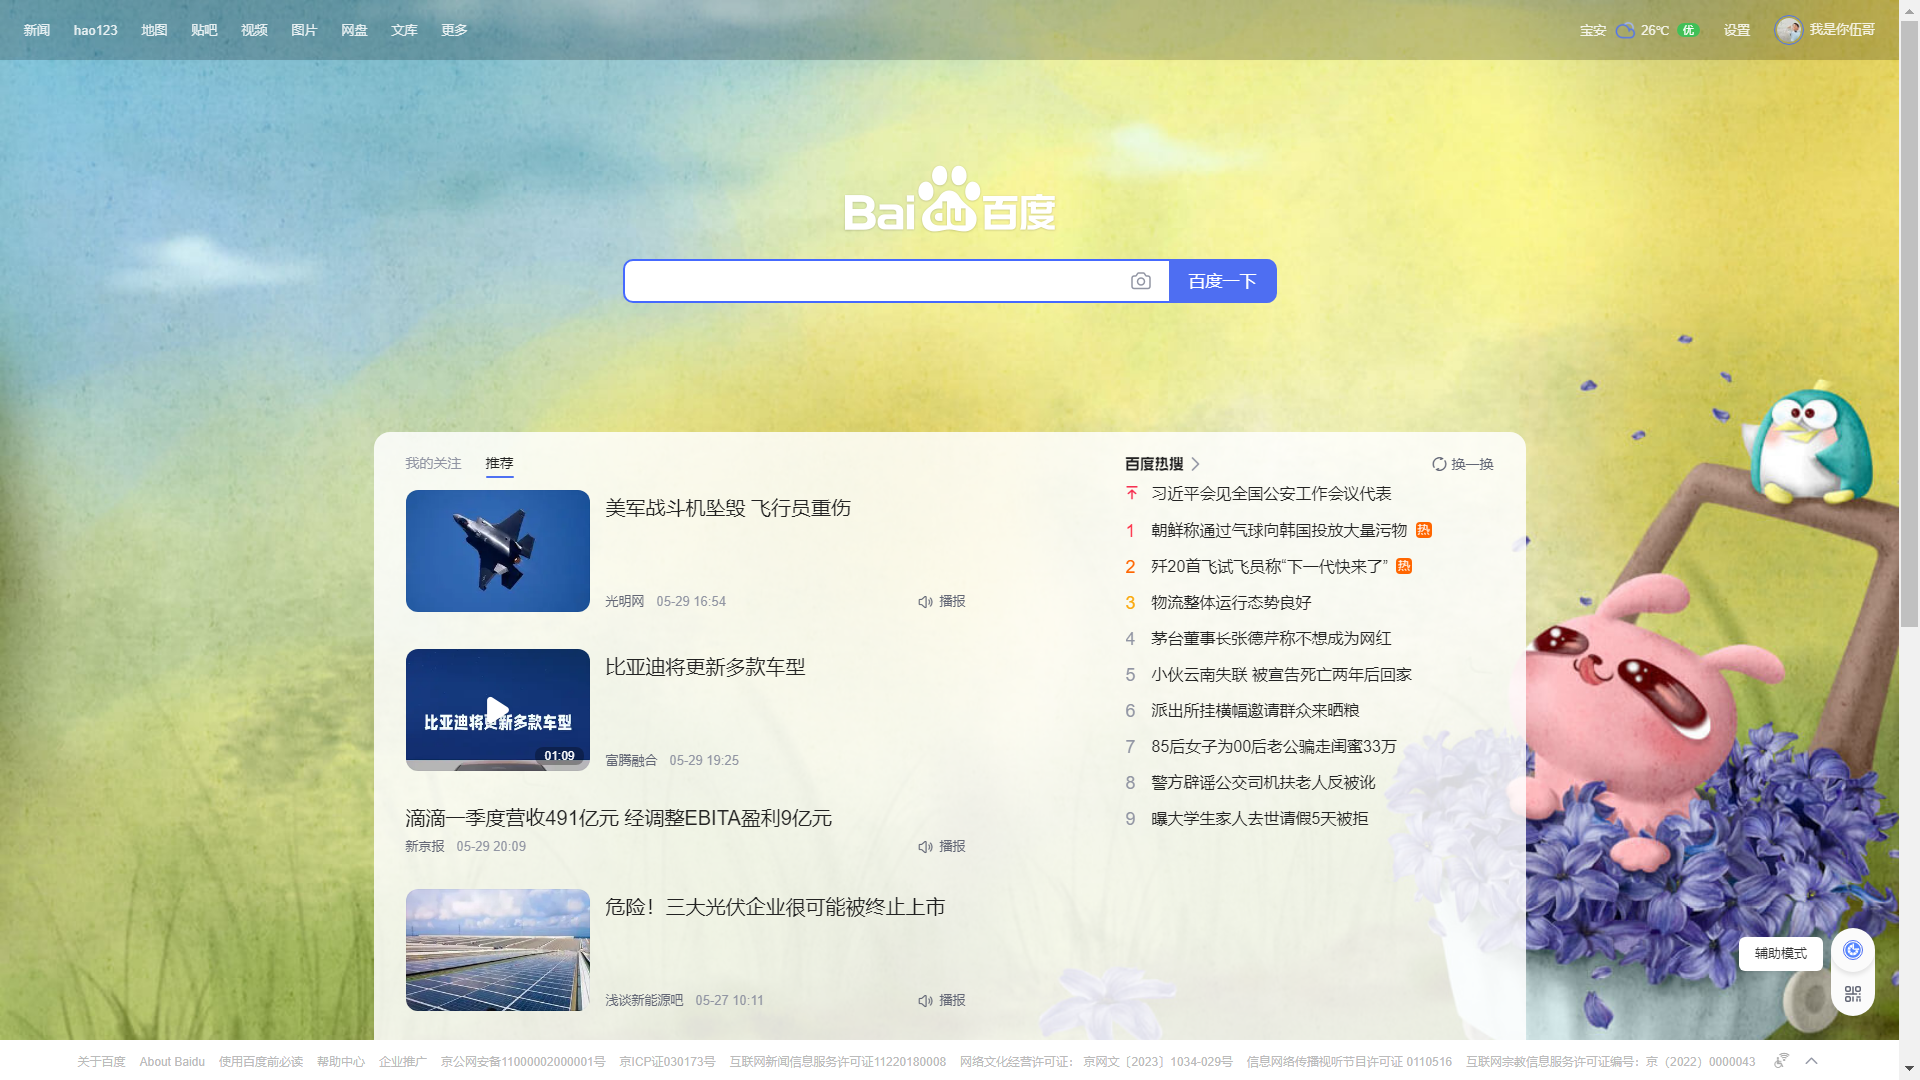 新闻 hao123 地图 贴吧 视频 图片 网盘 文库 更多
宝安 26℃ 优 设置 我是你伍哥
Bai du 百度
百度一下
我的关注 推荐
美军战斗机坠毁 飞行员重伤
光明网 05-29 16:54 播报
比亚迪将更新多款车型
比亚迪将更新多款车型
01:09
富腾融合 05-29 19:25
滴滴一季度营收491亿元 经调整EBITA盈利9亿元
新京报 05-29 20:09 播报
危险！三大光伏企业很可能被终止上市
浅谈新能源吧 05-27 10:11 播报
百度热搜 换一换
习近平会见全国公安工作会议代表
1 朝鲜称通过气球向韩国投放大量污物 热
2 歼20首飞试飞员称“下一代快来了” 热
3 物流整体运行态势良好
4 茅台董事长张德芹称不想成为网红
5 小伙云南失联 被宣告死亡两年后回家
6 派出所挂横幅邀请群众来晒粮
7 85后女子为00后老公骗走闺蜜33万
8 警方辟谣公交司机扶老人反被讹
9 曝大学生家人去世请假5天被拒
辅助模式
关于百度 About Baidu 使用百度前必读 帮助中心 企业推广 京公网安备11000002000001号 京ICP证030173号 互联网新闻信息服务许可证11220180008 网络文化经营许可证： 京网文〔2023〕1034-029号 信息网络传播视听节目许可证 0110516 互联网宗教信息服务许可证编号：京（2022）0000043